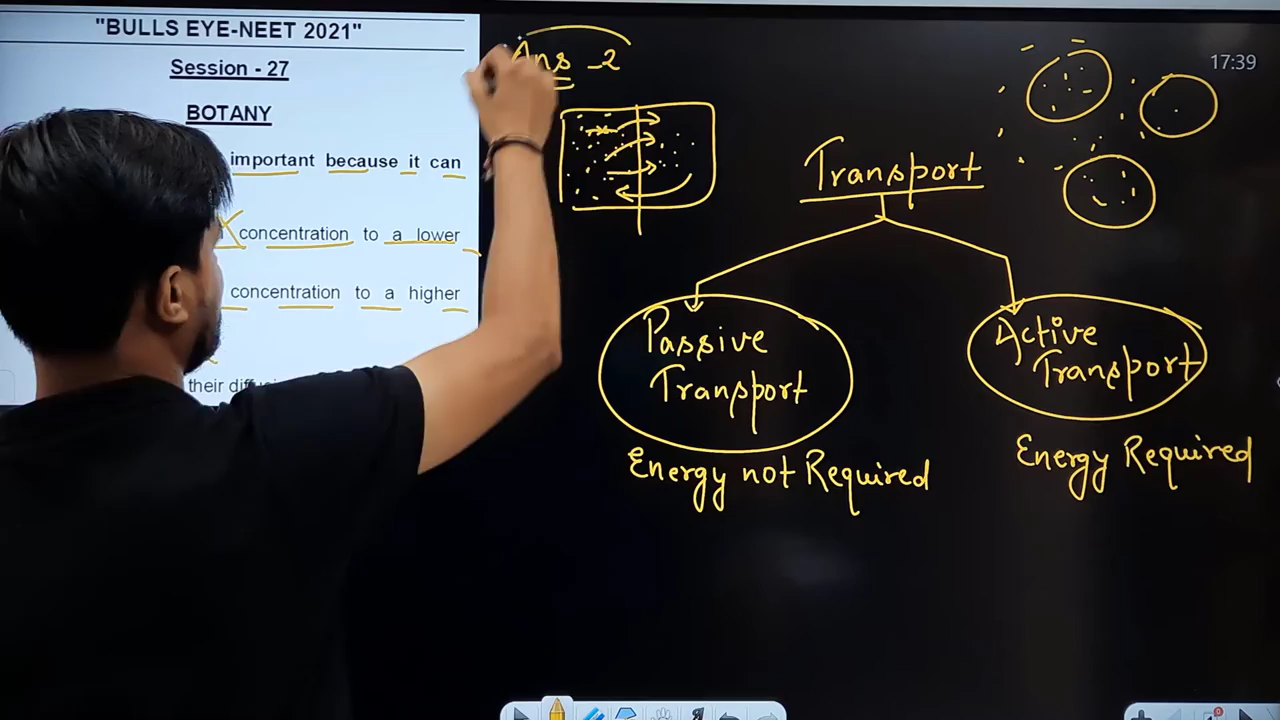 "BULLS EYE-NEET 2021"
Session - 27
BOTANY
important because it can
concentration to a lower
concentration to a higher
their
Ans 2
17:39
Transport
Passive
Transport
Energy not Required
Active
Transport
Energy Required